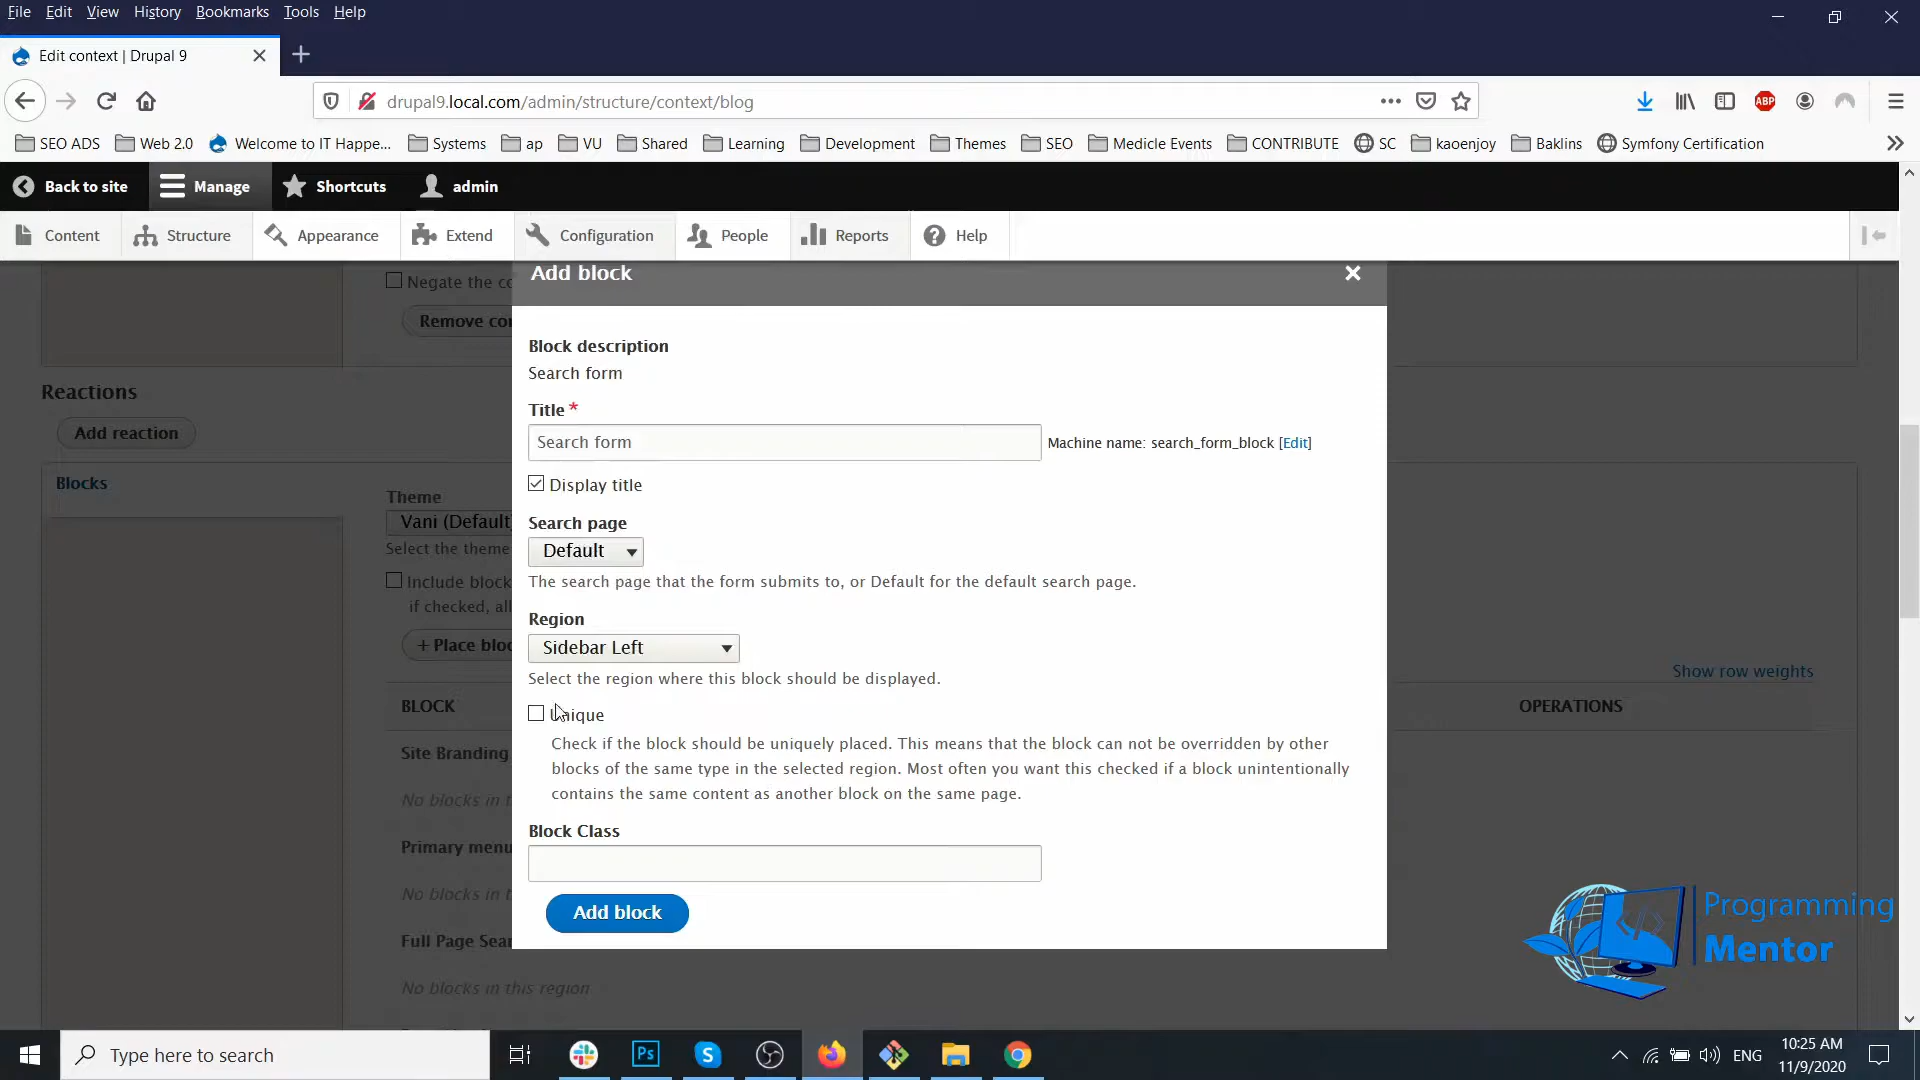 File Edit View History Bookmarks Tools Help
Edit context | Drupal 9
drupal9.local.com/admin/structure/context/blog
ABP
SEO ADS Web 2.0 Welcome to IT Happe... Systems ap VU Shared Learning Development Themes SEO Medicle Events CONTRIBUTE SC kaoenjoy Baklins Symfony Certification
Back to site Manage Shortcuts admin
Content Structure Appearance Extend Configuration People Reports Help
Add block
Negate the co
Remove con
Block description
Search form
Reactions
Title *
Add reaction
Search form Machine name: search_form_block [Edit]
Blocks
Display title
Theme
Vani (Default)
Search page
Default
Select the theme
Include block
The search page that the form submits to, or Default for the default search page.
if checked, all
Region
+ Place bloc
Sidebar Left
Show row weights
Select the region where this block should be displayed.
BLOCK OPERATIONS
Unique
Check if the block should be uniquely placed. This means that the block can not be overridden by other
blocks of the same type in the selected region. Most often you want this checked if a block unintentionally
contains the same content as another block on the same page.
Site Branding
No blocks in t
Block Class
Primary menu
No blocks in t
Add block
Programming
Mentor
Full Page Sear
No blocks in this region
Type here to search
Ps
S
ENG
10:25 AM
11/9/2020